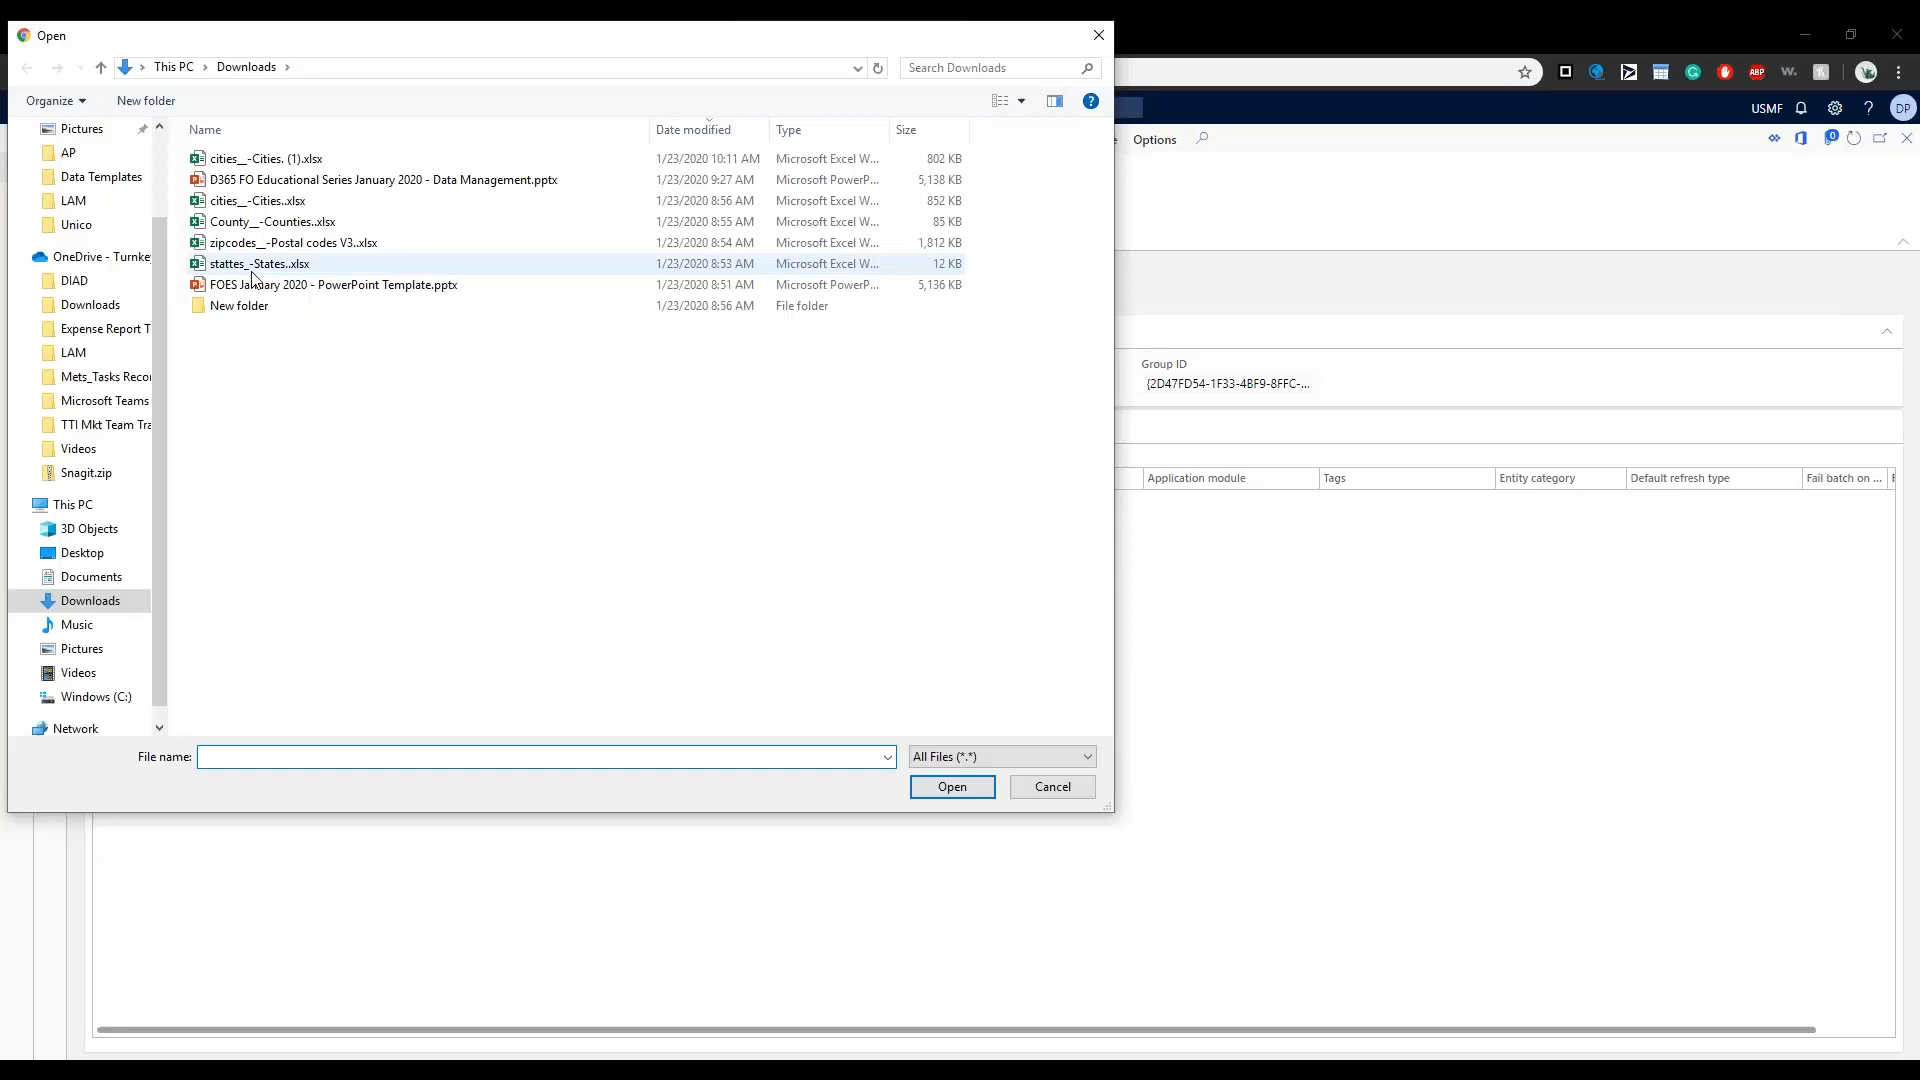 Open
This PC
Downloads
Search Downloads
Organize
New folder
Pictures
AP
Data Templates
LAM
Unico
OneDrive - Turnkey
DIAD
Downloads
Expense Report T
LAM
Mets_Tasks Recor
Microsoft Teams
TTI Mkt Team Tra
Videos
Snagit.zip
This PC
3D Objects
Desktop
Documents
Downloads
Music
Pictures
Videos
Windows (C:)
Network
Name Date modified Type Size
cities__-Cities. (1).xlsx 1/23/2020 10:11 AM Microsoft Excel W... 802 KB
D365 FO Educational Series January 2020 - Data Management.pptx 1/23/2020 9:27 AM Microsoft PowerP... 5,138 KB
cities__-Cities..xlsx 1/23/2020 8:56 AM Microsoft Excel W... 852 KB
County__-Counties..xlsx 1/23/2020 8:55 AM Microsoft Excel W... 85 KB
zipcodes__-Postal codes V3..xlsx 1/23/2020 8:54 AM Microsoft Excel W... 1,812 KB
stattes_-States..xlsx 1/23/2020 8:53 AM Microsoft Excel W... 12 KB
FOES January 2020 - PowerPoint Template.pptx 1/23/2020 8:51 AM Microsoft PowerP... 5,136 KB
New folder 1/23/2020 8:56 AM File folder
File name:
All Files (*.*)
Open
Cancel
ABP
w.
USMF
?
DP
Options
0
Group ID
{2D47FD54-1F33-4BF9-8FFC-...
Application module Tags Entity category Default refresh type Fail batch on ...